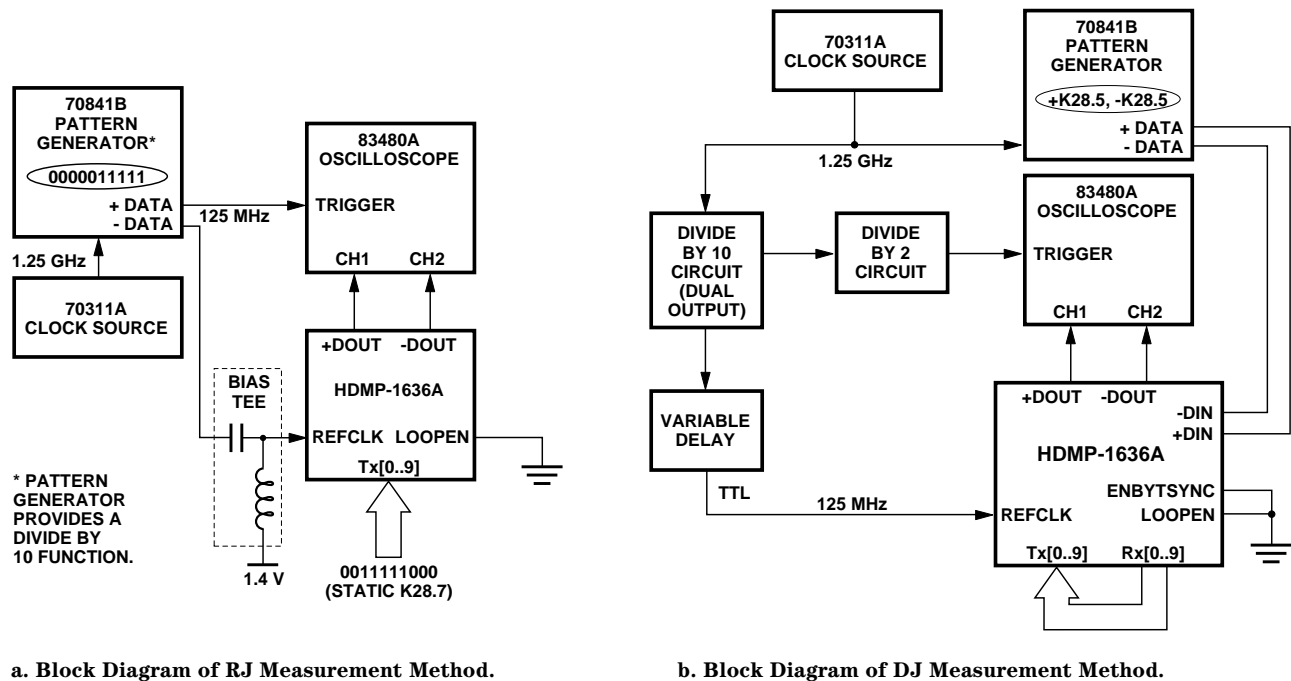 70841B
PATTERN
GENERATOR*
0000011111
+ DATA
- DATA
125 MHz
1.25 GHz
70311A
CLOCK SOURCE
83480A
OSCILLOSCOPE
TRIGGER
CH1 CH2
+DOUT -DOUT
HDMP-1636A
REFCLK LOOPEN
Tx[0..9]
BIAS
TEE
1.4 V
0011111000
(STATIC K28.7)
* PATTERN
GENERATOR
PROVIDES A
DIVIDE BY
10 FUNCTION.
a. Block Diagram of RJ Measurement Method.
70311A
CLOCK SOURCE
1.25 GHz
70841B
PATTERN
GENERATOR
+K28.5, -K28.5
+ DATA
- DATA
DIVIDE
BY 10
CIRCUIT
(DUAL
OUTPUT)
DIVIDE
BY 2
CIRCUIT
83480A
OSCILLOSCOPE
TRIGGER
CH1 CH2
VARIABLE
DELAY
TTL
125 MHz
+DOUT -DOUT
-DIN
+DIN
HDMP-1636A
ENBYTSYNC
REFCLK LOOPEN
Tx[0..9] Rx[0..9]
b. Block Diagram of DJ Measurement Method.